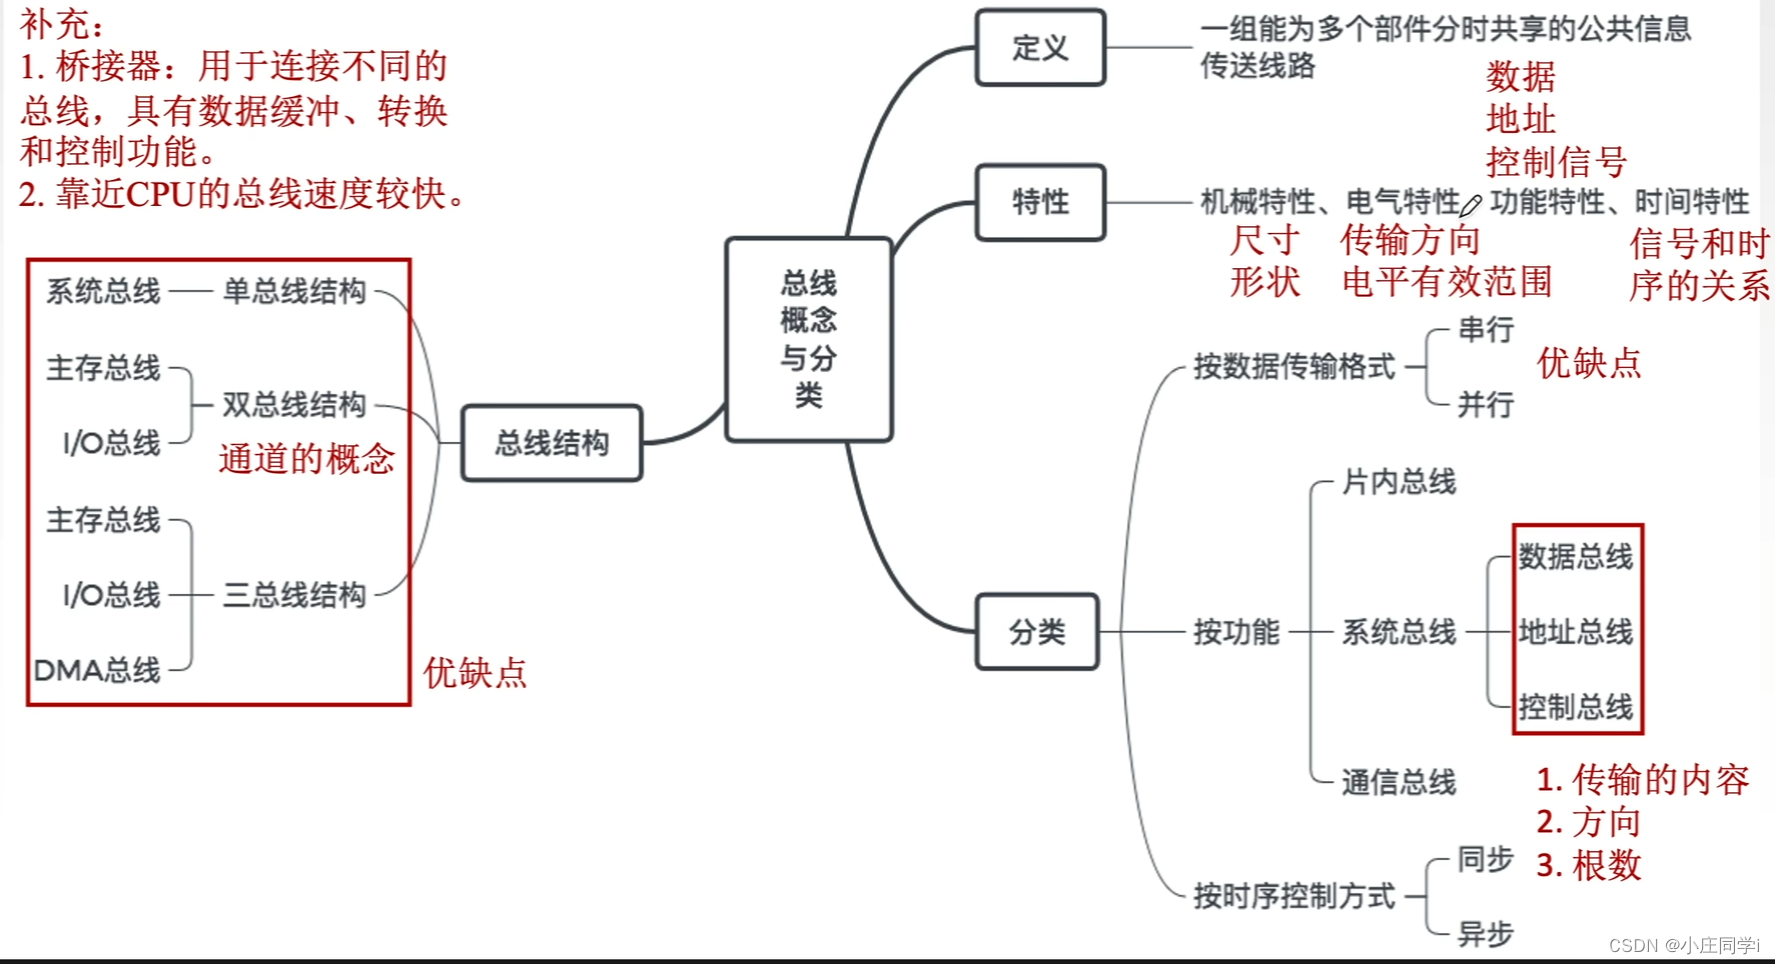 补充：
1. 桥接器：用于连接不同的
总线，具有数据缓冲、转换
和控制功能。
2. 靠近CPU的总线速度较快。
系统总线
单总线结构
主存总线
双总线结构
I/O总线
通道的概念
主存总线
I/O总线
三总线结构
DMA总线
优缺点
总线结构
总线
概念
与分
类
定义
一组能为多个部件分时共享的公共信息
传送线路
数据
地址
控制信号
特性
机械特性、电气特性 功能特性、时间特性
尺寸
形状
传输方向
电平有效范围
信号和时
序的关系
分类
按数据传输格式
串行
并行
优缺点
按功能
片内总线
系统总线
数据总线
地址总线
控制总线
通信总线
1. 传输的内容
2. 方向
3. 根数
按时序控制方式
同步
异步
CSDN @小庄同学i